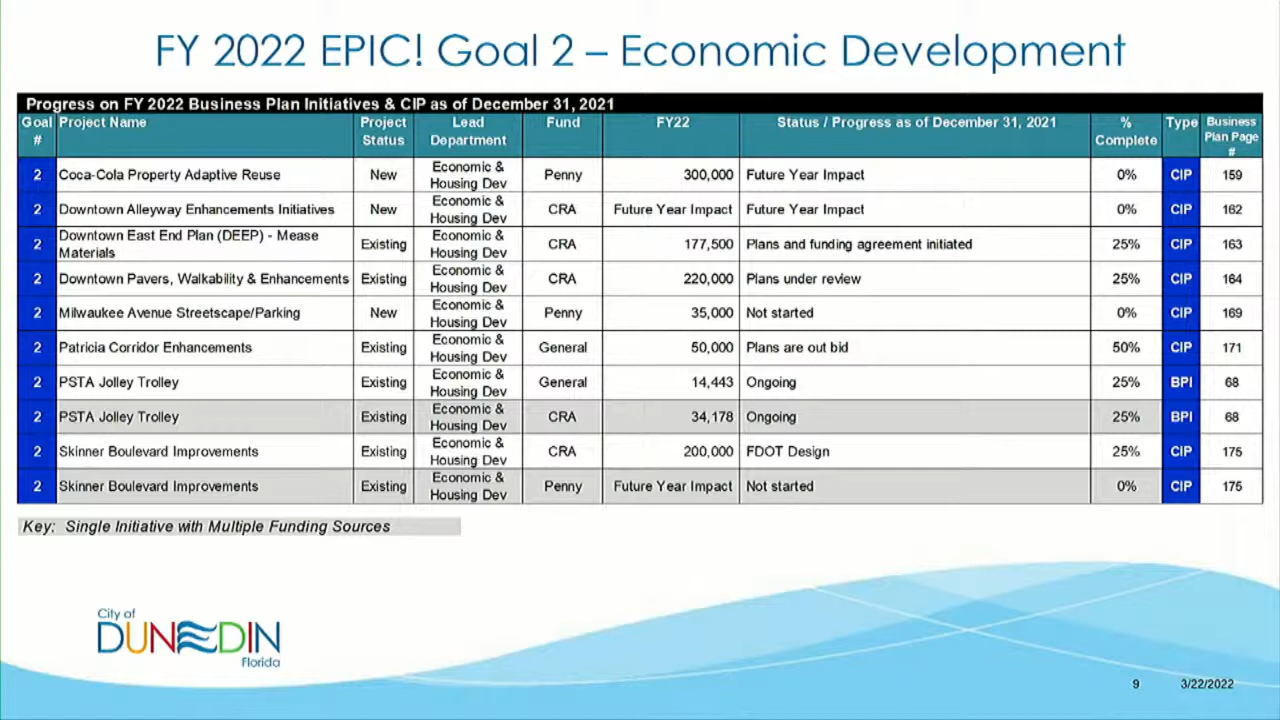 FY 2022 EPIC! Goal 2 – Economic Development
Progress on FY 2022 Business Plan Initiatives & CIP as of December 31, 2021
Goal # Project Name Project Status Lead Department Fund FY22 Status / Progress as of December 31, 2021 % Complete Type Business Plan Page #
2 Coca-Cola Property Adaptive Reuse New Economic & Housing Dev Penny 300,000 Future Year Impact 0% CIP 159
2 Downtown Alleyway Enhancements Initiatives New Economic & Housing Dev CRA Future Year Impact Future Year Impact 0% CIP 162
2 Downtown East End Plan (DEEP) - Mease Materials Existing Economic & Housing Dev CRA 177,500 Plans and funding agreement initiated 25% CIP 163
2 Downtown Pavers, Walkability & Enhancements Existing Economic & Housing Dev CRA 220,000 Plans under review 25% CIP 164
2 Milwaukee Avenue Streetscape/Parking New Economic & Housing Dev Penny 35,000 Not started 0% CIP 169
2 Patricia Corridor Enhancements Existing Economic & Housing Dev General 50,000 Plans are out bid 50% CIP 171
2 PSTA Jolley Trolley Existing Economic & Housing Dev General 14,443 Ongoing 25% BPI 68
2 PSTA Jolley Trolley Existing Economic & Housing Dev CRA 34,178 Ongoing 25% BPI 68
2 Skinner Boulevard Improvements Existing Economic & Housing Dev CRA 200,000 FDOT Design 25% CIP 175
2 Skinner Boulevard Improvements Existing Economic & Housing Dev Penny Future Year Impact Not started 0% CIP 175
Key: Single Initiative with Multiple Funding Sources
City of
DUNEDIN
Florida
9 3/22/2022